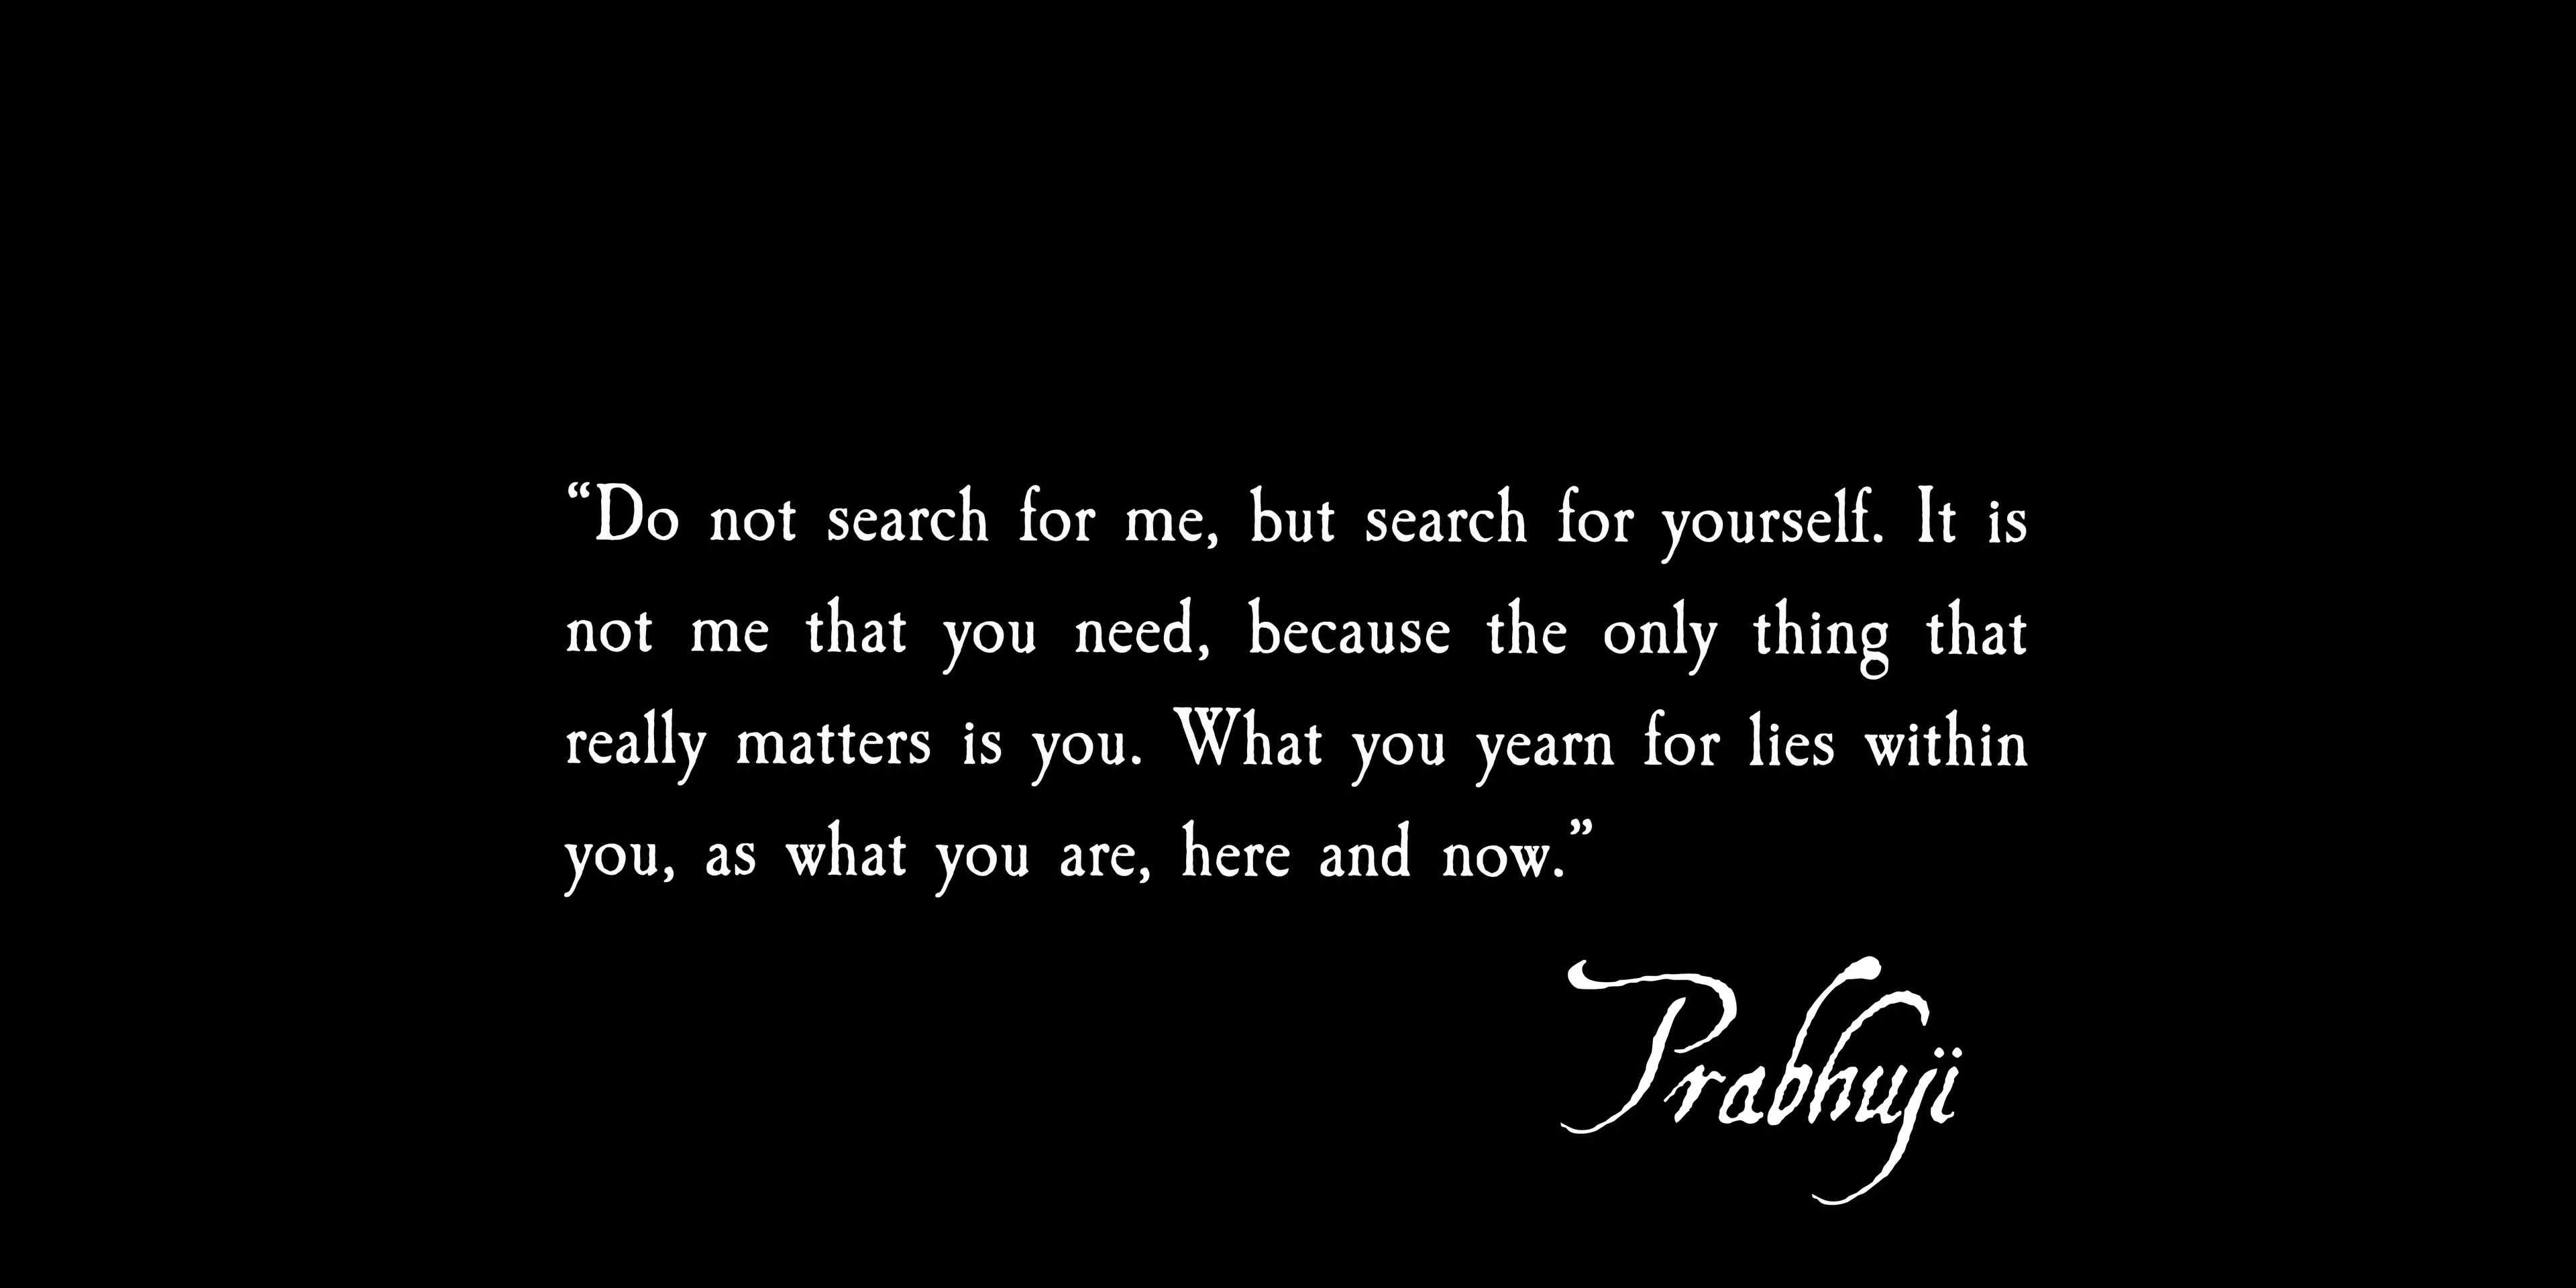 “Do not search for me, but search for yourself. It is
not me that you need, because the only thing that
really matters is you. What you yearn for lies within
you, as what you are, here and now.”
Prabhuji